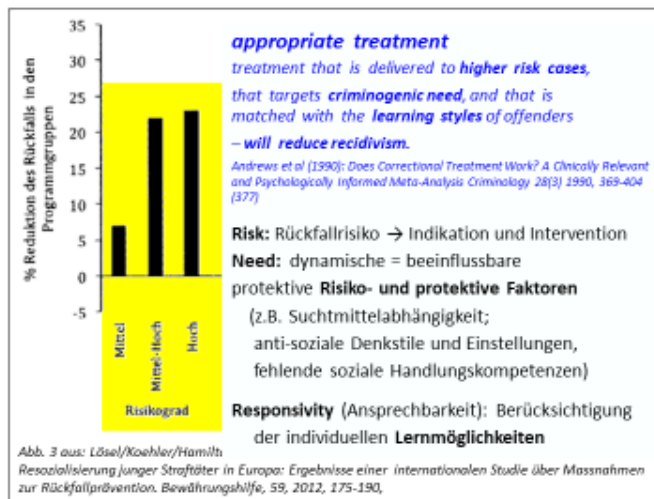 35
30
25
20
15
10
5
0
-5
% Reduktion des Rückfalls in den
Programmgruppen
Mittel
Mittel-Hoch
Hoch
Risikograd
appropriate treatment
treatment that is delivered to higher risk cases,
that targets criminogenic need, and that is
matched with the learning styles of offenders
– will reduce recidivism.
Andrews et al (1990): Does Correctional Treatment Work? A Clinically Relevant
and Psychologically Informed Meta-Analysis Criminology 28(3) 1990, 369-404
(377)
Risk: Rückfallrisiko → Indikation und Intervention
Need: dynamische = beeinflussbare
protektive Risiko- und protektive Faktoren
(z.B. Suchtmittelabhängigkeit;
anti-soziale Denkstile und Einstellungen,
fehlende soziale Handlungskompetenzen)
Responsivity (Ansprechbarkeit): Berücksichtigung
der individuellen Lernmöglichkeiten
Abb. 3 aus: Lösel/Koehler/Hamilt
Resozialisierung junger Straftäter in Europa: Ergebnisse einer internationalen Studie über Massnahmen
zur Rückfallprävention. Bewährungshilfe, 59, 2012, 175-190,